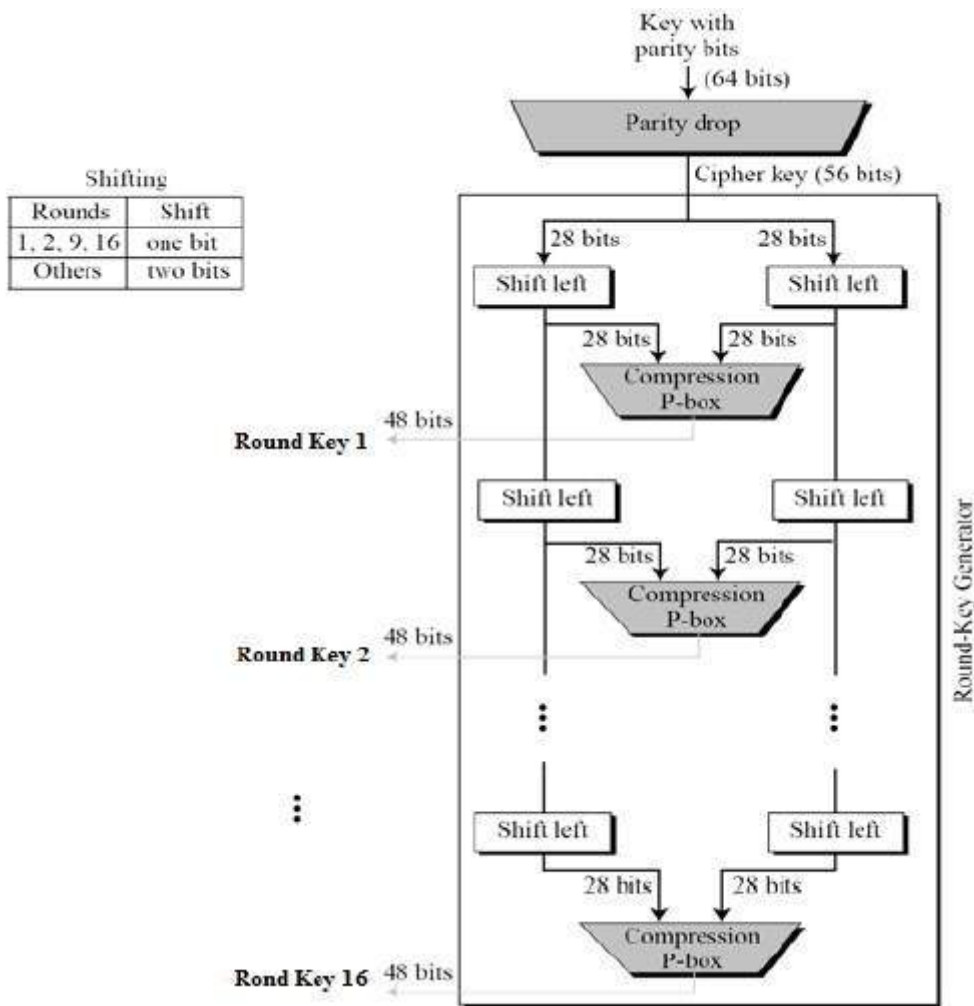 Key with
parity bits
(64 bits)
Parity drop
Cipher key (56 bits)
Shifting
Rounds Shift
1, 2, 9, 16 one bit
Others two bits
28 bits 28 bits
Shift left Shift left
28 bits 28 bits
Compression
P-box
48 bits
Round Key 1
Shift left Shift left
28 bits 28 bits
Compression
P-box
48 bits
Round Key 2
Round-Key Generator
Shift left Shift left
28 bits 28 bits
Compression
P-box
48 bits
Rond Key 16